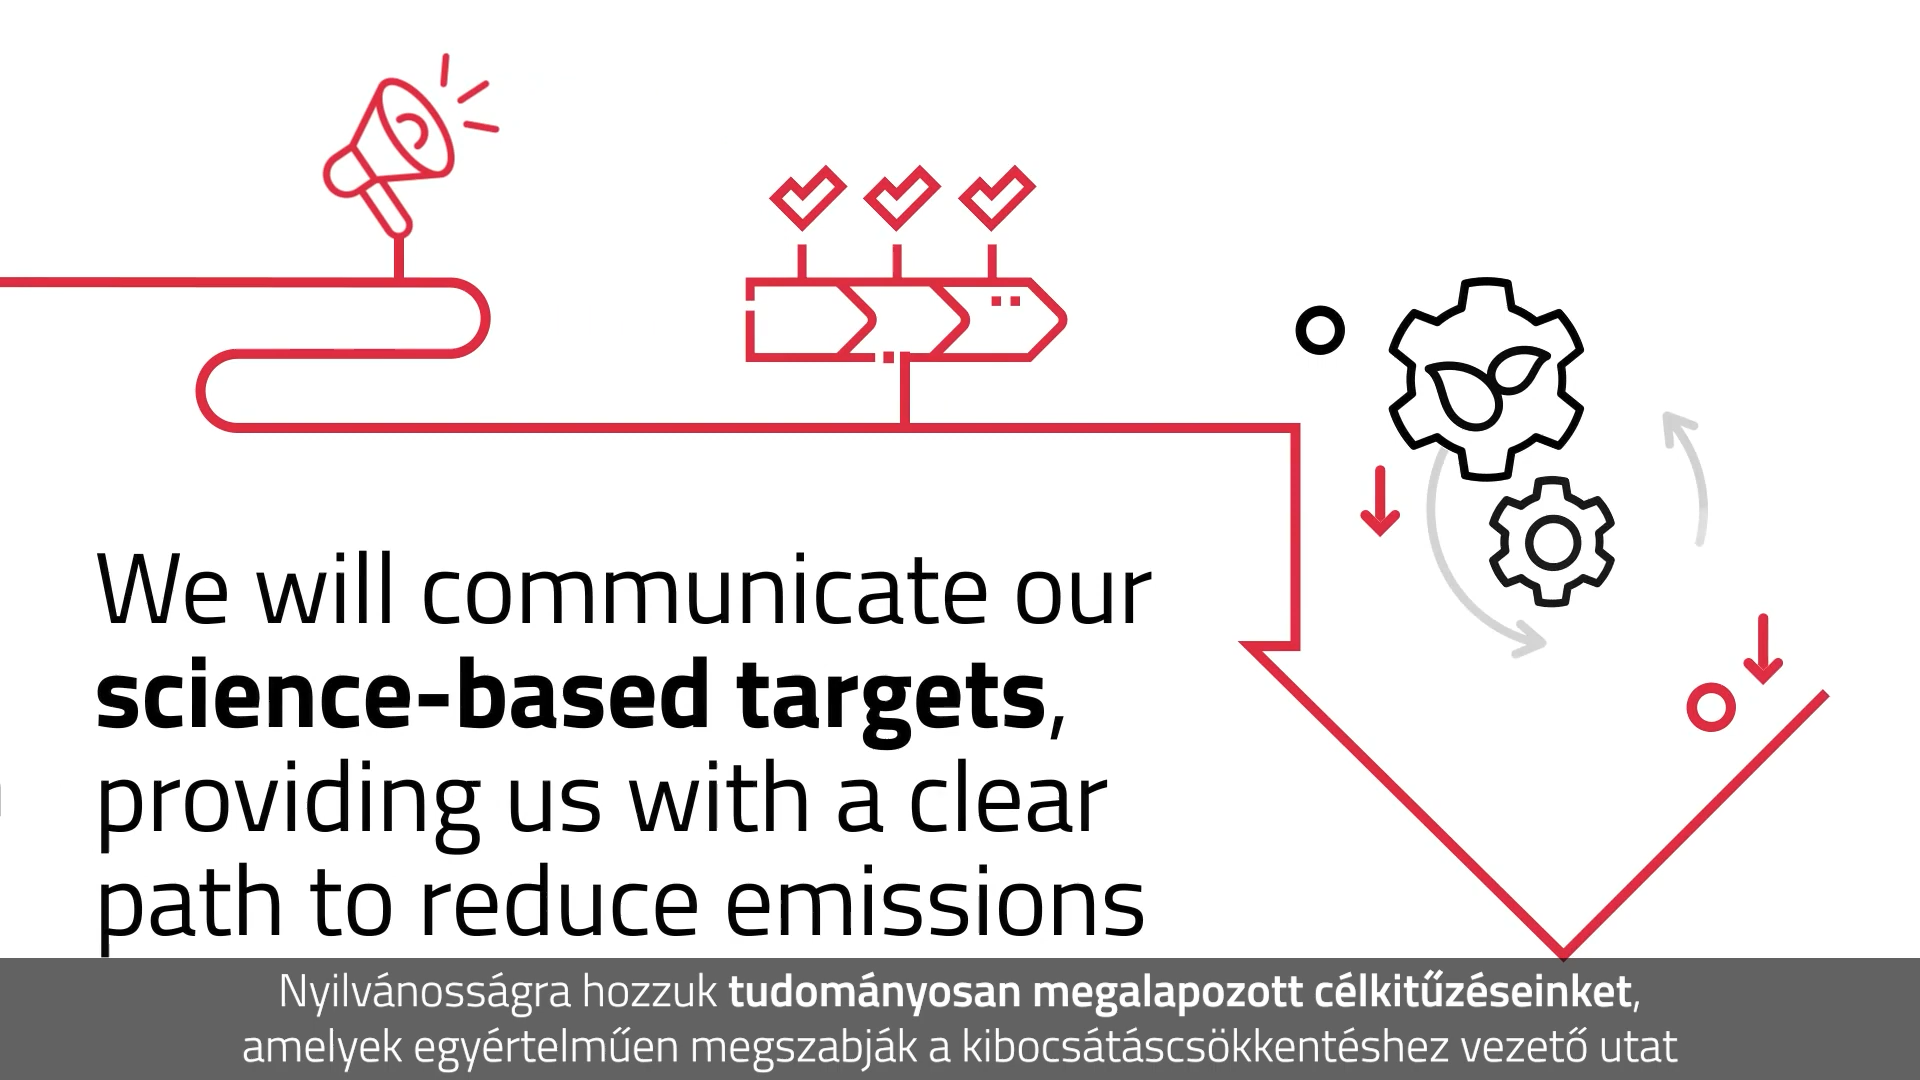 We will communicate our
science-based targets,
providing us with a clear
path to reduce emissions
Nyilvánosságra hozzuk tudományosan megalapozott célkitűzéseinket,
amelyek egyértelműen megszabják a kibocsátáscsökkentéshez vezető utat